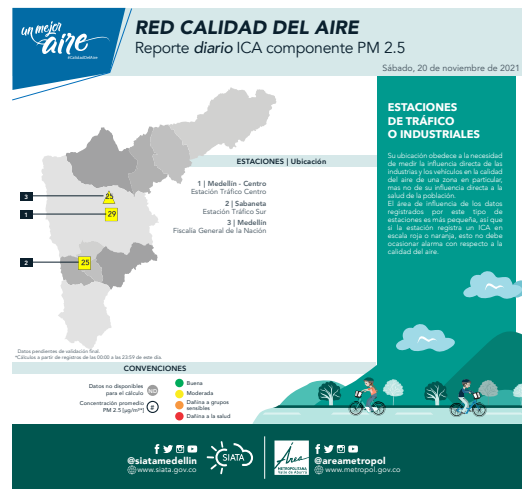 un mejor
aire
#CalidadDelAire
RED CALIDAD DEL AIRE
Reporte diario ICA componente PM 2.5
Sábado, 20 de noviembre de 2021
ESTACIONES | Ubicación
1 | Medellín - Centro
Estación Tráfico Centro
2 | Sabaneta
Estación Tráfico Sur
3 | Medellín
Fiscalía General de la Nación
3
25
1
29
2
25
ESTACIONES
DE TRÁFICO
O INDUSTRIALES
Su ubicación obedece a la necesidad
de medir la influencia directa de las
industrias y los vehículos en la calidad
del aire de una zona en particular,
mas no de su influencia directa a la
salud de la población.
El área de influencia de los datos
registrados por este tipo de
estaciones es más pequeña, así que
si la estación registra un ICA en
escala roja o naranja, esto no debe
ocasionar alarma con respecto a la
calidad del aire.
Datos pendientes de validación final.
*Cálculos a partir de registros de las 00:00 a las 23:59 de este día.
CONVENCIONES
Datos no disponibles
para el cálculo
ND
Concentración promedio
PM 2.5 [µg/m³*]
#
Buena
Moderada
Dañina a grupos
sensibles
Dañina a la salud
@siatamedellin
www.siata.gov.co
SIATA
Área
METROPOLITANA
Valle de Aburrá
@areametropol
www.metropol.gov.co